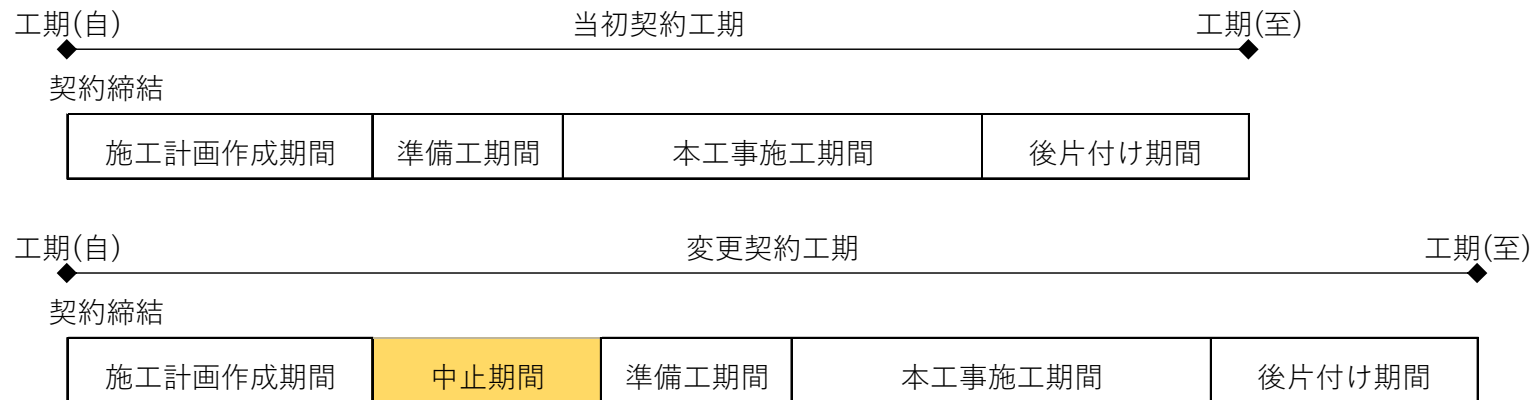 工期(自) 当初契約工期 工期(至)
契約締結
施工計画作成期間 準備工期間 本工事施工期間 後片付け期間
工期(自) 変更契約工期 工期(至)
契約締結
施工計画作成期間 中止期間 準備工期間 本工事施工期間 後片付け期間